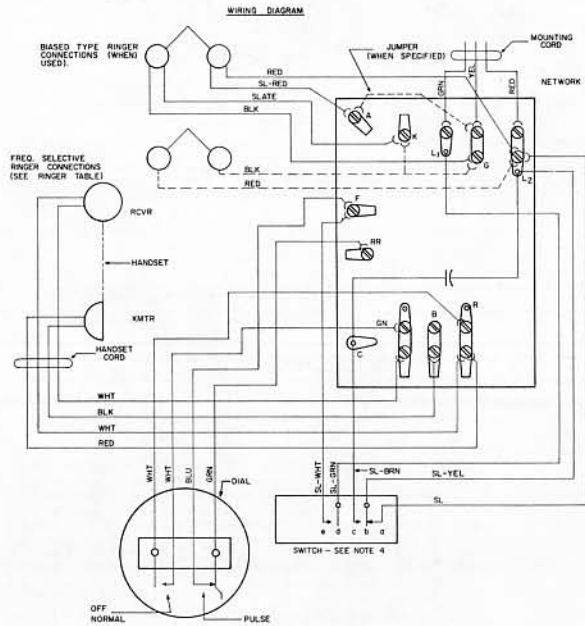 WIRING DIAGRAM
BIASED TYPE RINGER
CONNECTIONS (WHEN)
USED).
JUMPER
(WHEN SPECIFIED)
MOUNTING
CORD
NETWORK
RED
SL-RED
SLATE
BLK
GRN
YEL
RED
A
K
L1
G
L2
FREQ. SELECTIVE
RINGER CONNECTIONS
(SEE RINGER TABLE)
BLK
RED
RCVR
F
RR
HANDSET
XMTR
HANDSET
CORD
GN
B
R
C
WHT
BLK
WHT
RED
WHT
WHT
BLU
GRN
DIAL
SL-WHT
SL-GRN
SL-BRN
SL-YEL
SL
e d c b a
SWITCH - SEE NOTE 4
OFF
NORMAL
PULSE